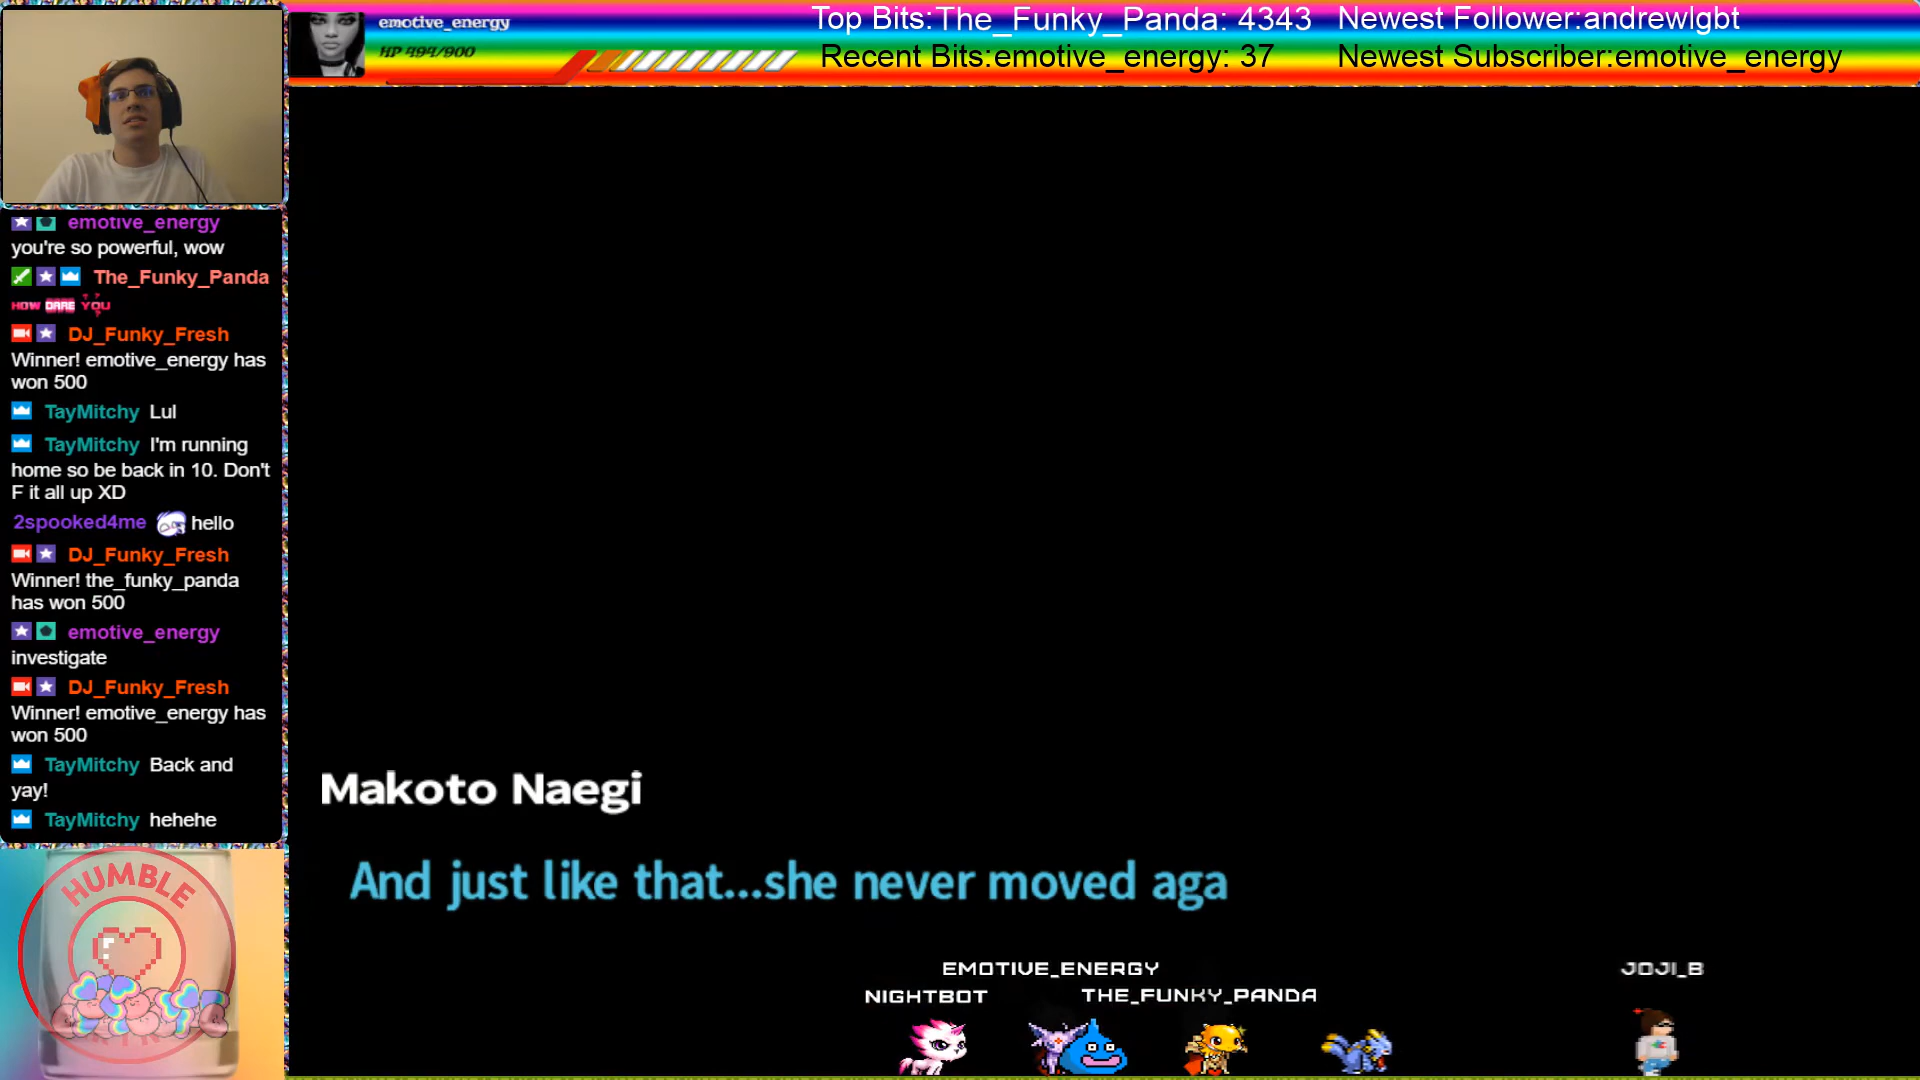 emotive_energy
HP 494/900
Top Bits:The_Funky_Panda: 4343
Newest Follower:andrewlgbt
Recent Bits:emotive_energy: 37
Newest Subscriber:emotive_energy
emotive_energy
you're so powerful, wow
The_Funky_Panda
HOW DARE YOU
DJ_Funky_Fresh
Winner! emotive_energy has
won 500
TayMitchy Lul
TayMitchy I'm running
home so be back in 10. Don't
F it all up XD
2spooked4me hello
DJ_Funky_Fresh
Winner! the_funky_panda
has won 500
emotive_energy
investigate
DJ_Funky_Fresh
Winner! emotive_energy has
won 500
TayMitchy Back and
yay!
TayMitchy hehehe
HUMBLE
Makoto Naegi
And just like that...she never moved aga
EMOTIVE_ENERGY
JOJI_B
NIGHTBOT
THE_FUNKY_PANDA